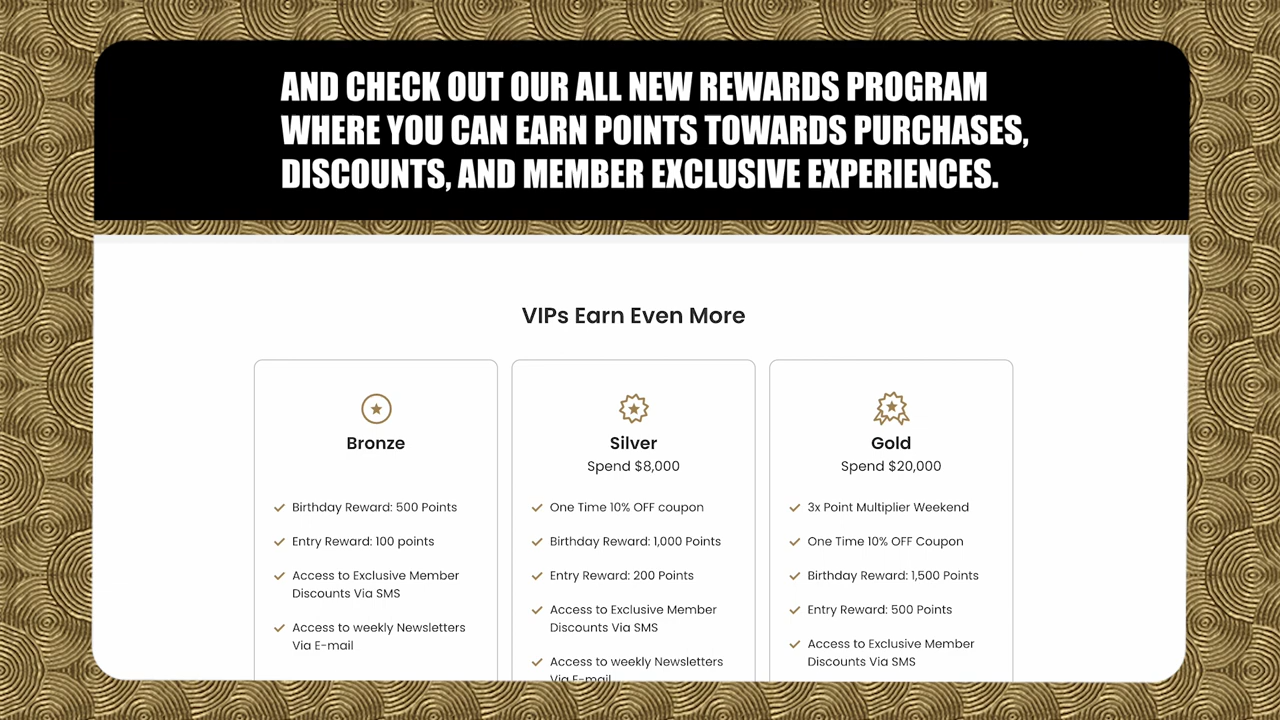 AND CHECK OUT OUR ALL NEW REWARDS PROGRAM
WHERE YOU CAN EARN POINTS TOWARDS PURCHASES,
DISCOUNTS, AND MEMBER EXCLUSIVE EXPERIENCES.
VIPs Earn Even More
Bronze
Birthday Reward: 500 Points
Entry Reward: 100 points
Access to Exclusive Member
Discounts Via SMS
Access to weekly Newsletters
Via E-mail
Silver
Spend $8,000
One Time 10% OFF coupon
Birthday Reward: 1,000 Points
Entry Reward: 200 Points
Access to Exclusive Member
Discounts Via SMS
Access to weekly Newsletters
Via E-mail
Gold
Spend $20,000
3x Point Multiplier Weekend
One Time 10% OFF Coupon
Birthday Reward: 1,500 Points
Entry Reward: 500 Points
Access to Exclusive Member
Discounts Via SMS